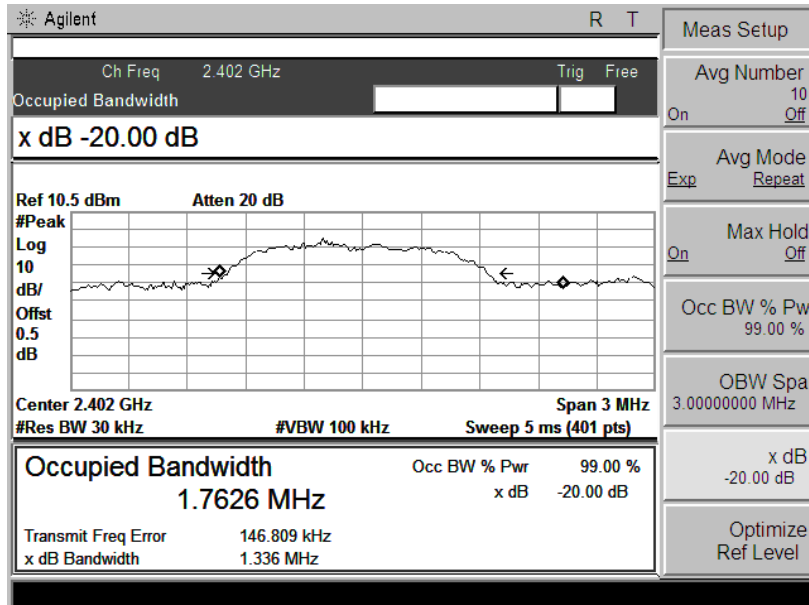 Agilent R T
Meas Setup
Ch Freq 2.402 GHz Trig Free
Occupied Bandwidth
x dB -20.00 dB
Ref 10.5 dBm Atten 20 dB
#Peak
Log
10
dB/
Offst
0.5
dB
Center 2.402 GHz Span 3 MHz
#Res BW 30 kHz #VBW 100 kHz Sweep 5 ms (401 pts)
Occupied Bandwidth
1.7626 MHz
Occ BW % Pwr 99.00 %
x dB -20.00 dB
Transmit Freq Error 146.809 kHz
x dB Bandwidth 1.336 MHz
Avg Number
10
On Off
Avg Mode
Exp Repeat
Max Hold
On Off
Occ BW % Pw
99.00 %
OBW Spa
3.00000000 MHz
x dB
-20.00 dB
Optimize
Ref Level